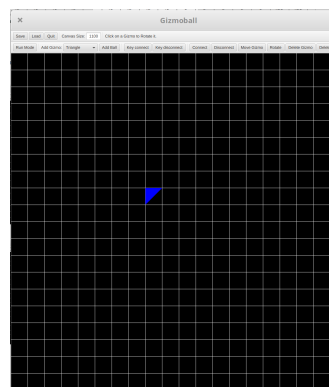 Gizmoball
Save Load Quit Canvas Size: Click on a Gizmo to Rotate it.
Run Mode Add Gizmo: Triangle Add Ball Key connect Key disconnect Connect Disconnect Move Gizmo Rotate Delete Gizmo